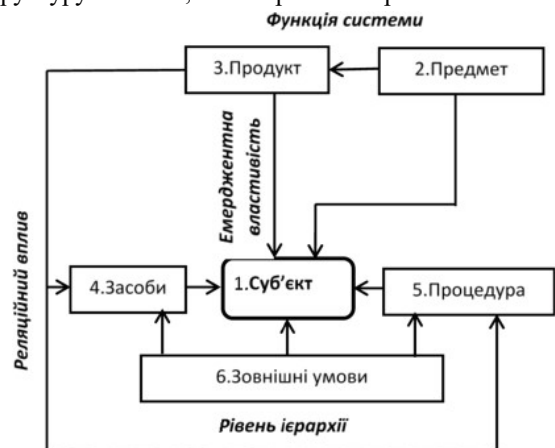 Функція системи
3.Продукт
2.Предмет
Емерджентна
властивість
Реляційний вплив
4.Засоби
1.Суб’єкт
5.Процедура
6.Зовнішні умови
Рівень ієрархії